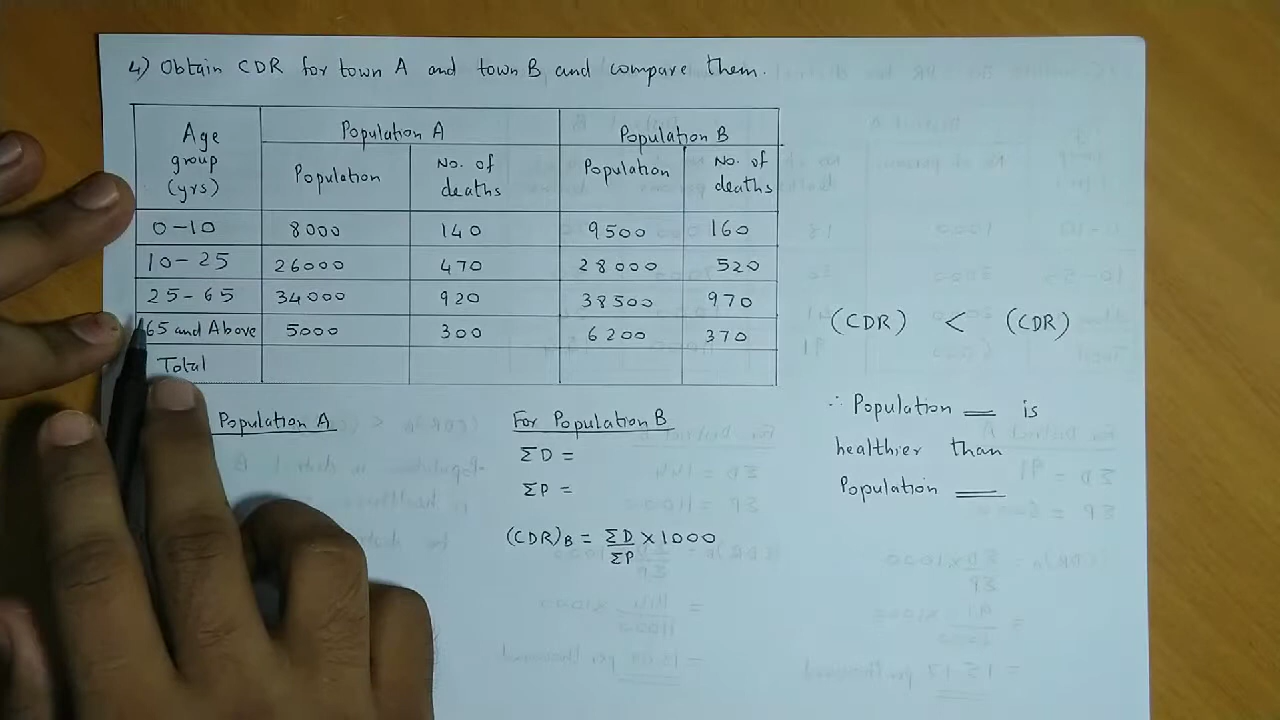 4) Obtain CDR for town A and town B and compare them.
Age group (yrs) Population A Population B
Population No. of deaths Population No. of deaths
0-10 8000 140 9500 160
10-25 26000 470 28000 520
25-65 34000 920 38500 970
65 and Above 5000 300 6200 370
Total
Population A For Population B
ΣD =
ΣP =
(CDR)B = ΣD/ΣP × 1000
(CDR) < (CDR)
∴ Population __ is
healthier than
Population __